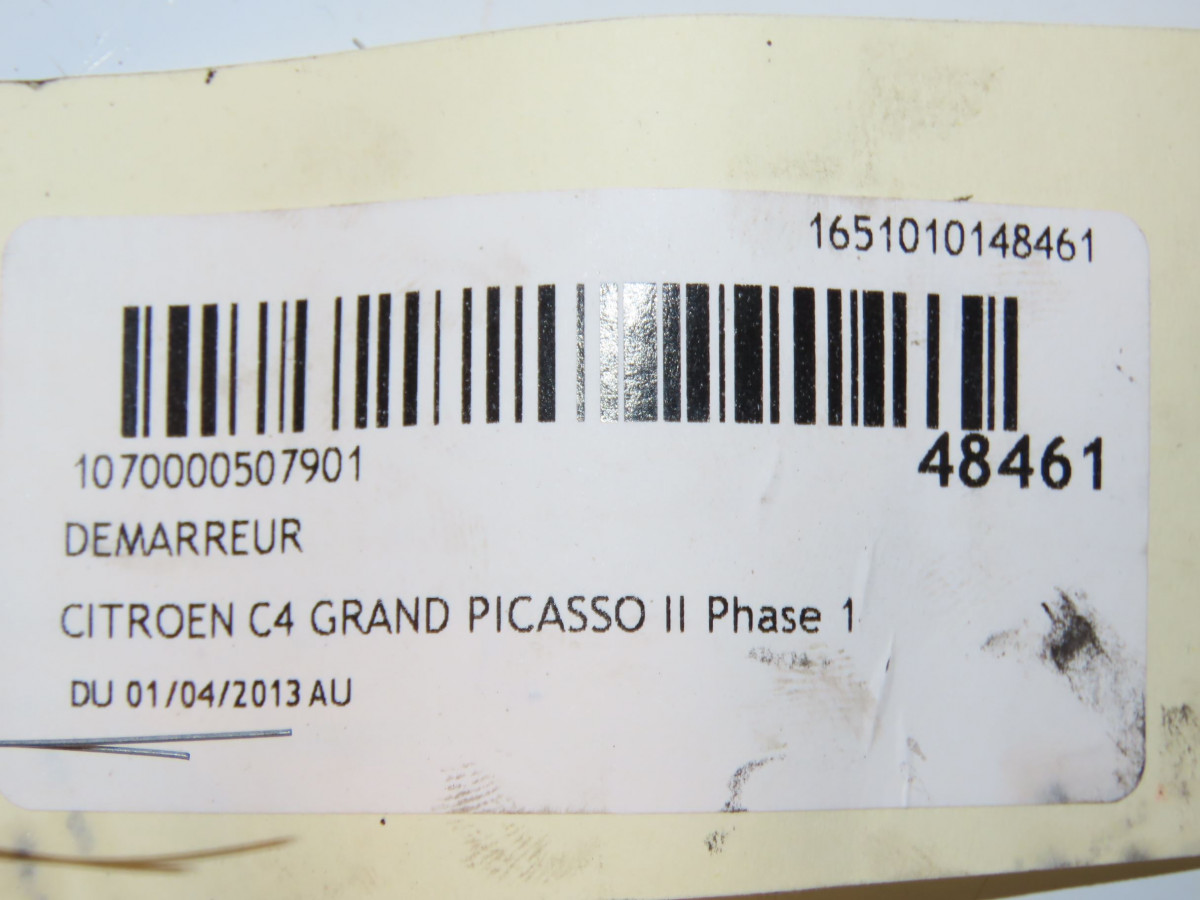 1651010148461
1070000507901
48461
DEMARREUR
CITROEN C4 GRAND PICASSO II Phase 1
DU 01/04/2013 AU